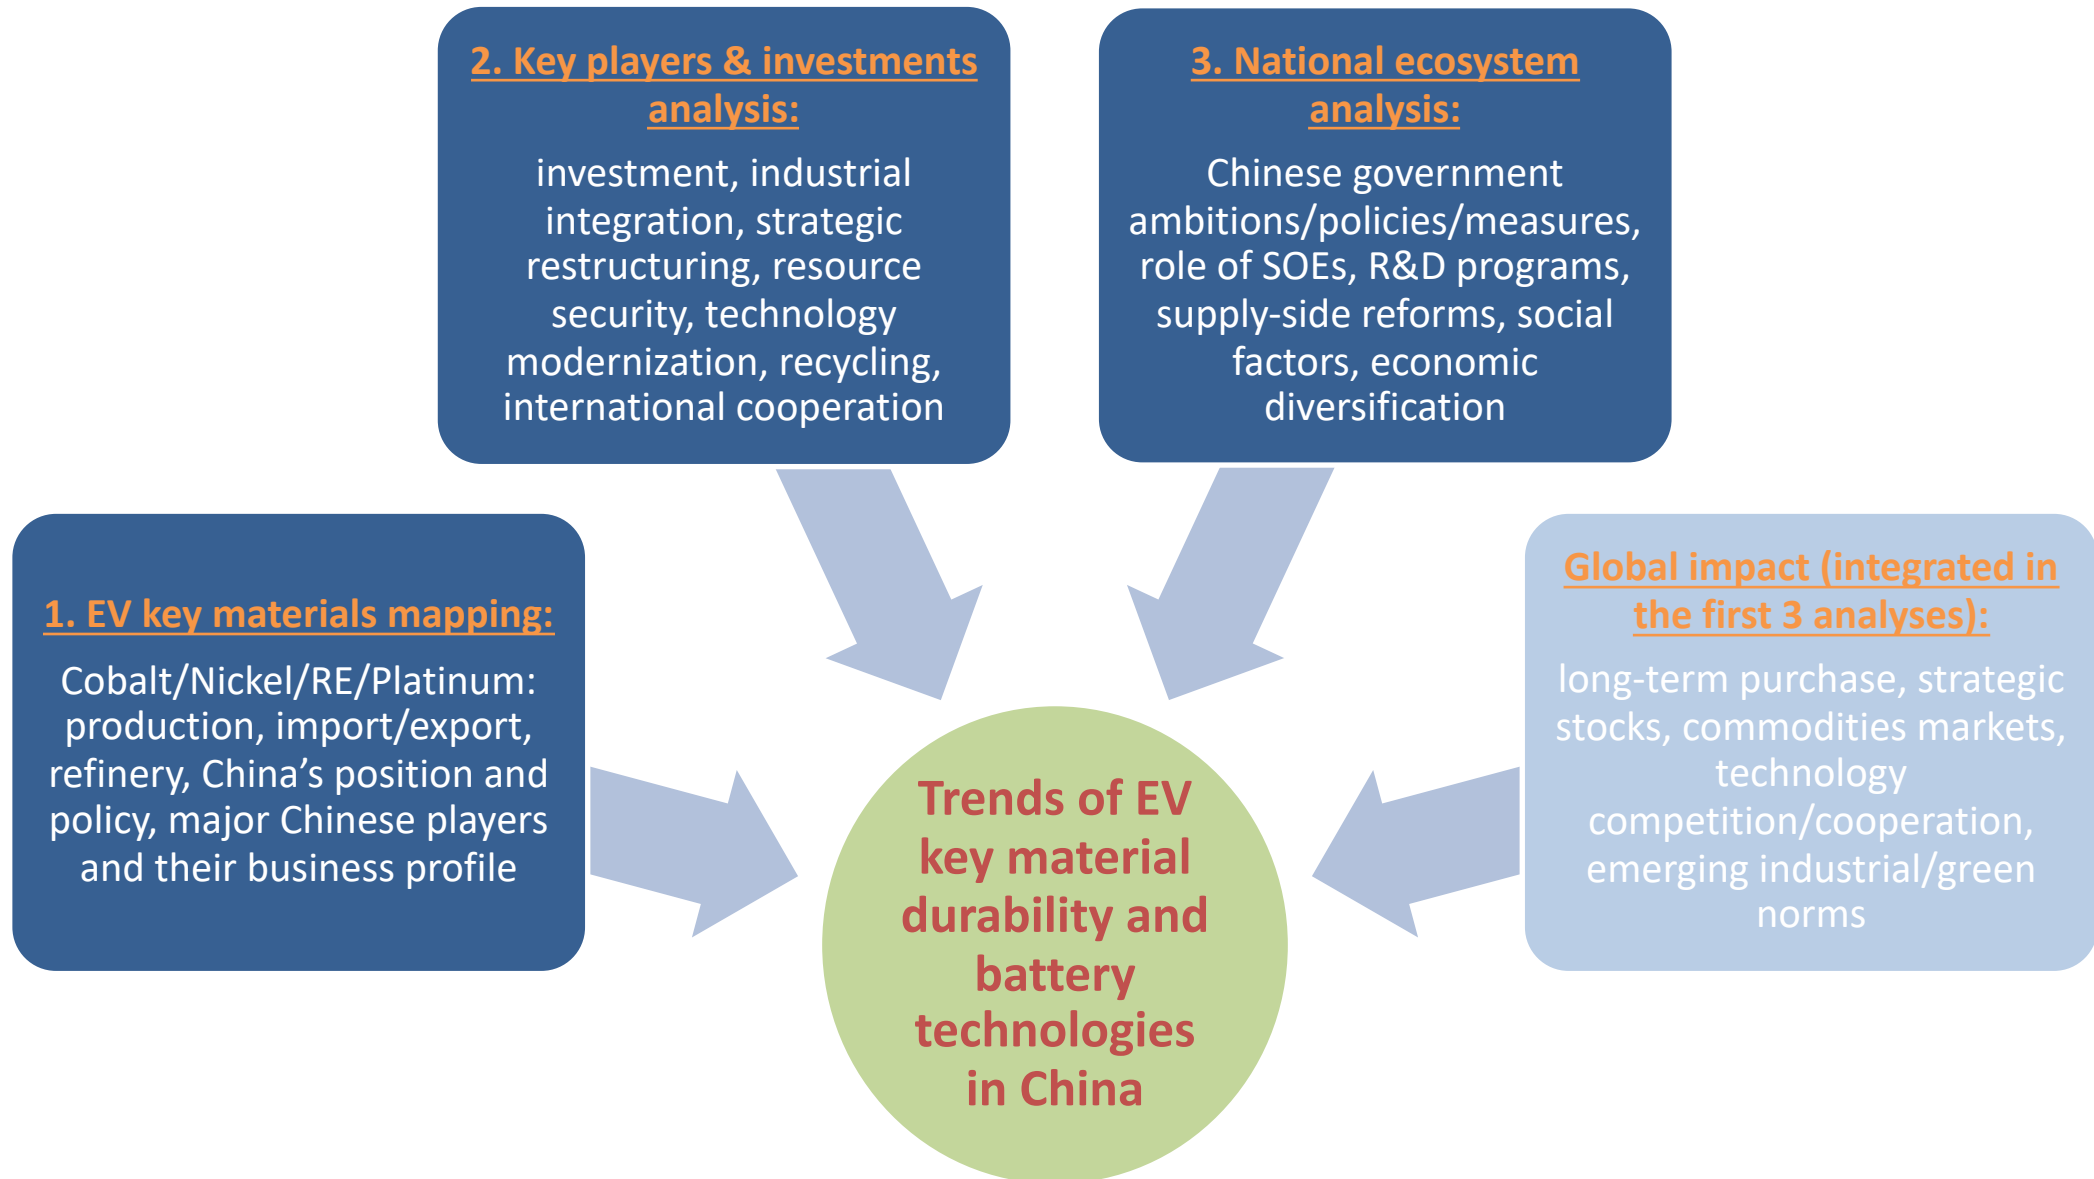 1. EV key materials mapping:
Cobalt/Nickel/RE/Platinum:
production, import/export,
refinery, China’s position and
policy, major Chinese players
and their business profile
2. Key players & investments
analysis:
investment, industrial
integration, strategic
restructuring, resource
security, technology
modernization, recycling,
international cooperation
3. National ecosystem
analysis:
Chinese government
ambitions/policies/measures,
role of SOEs, R&D programs,
supply-side reforms, social
factors, economic
diversification
Global impact (integrated in
the first 3 analyses):
long-term purchase, strategic
stocks, commodities markets,
technology
competition/cooperation,
emerging industrial/green
norms
Trends of EV
key material
durability and
battery
technologies
in China